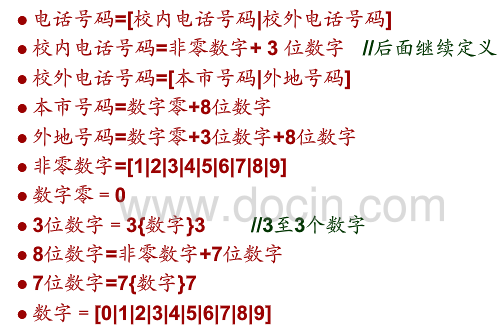 ● 电话号码=[校内电话号码|校外电话号码]
● 校内电话号码=非零数字+ 3 位数字 //后面继续定义
● 校外电话号码=[本市号码|外地号码]
● 本市号码=数字零+8位数字
● 外地号码=数字零+3位数字+8位数字
● 非零数字=[1|2|3|4|5|6|7|8|9]
● 数字零 = 0
www.docin.com
● 3位数字 = 3{数字}3 //3至3个数字
● 8位数字=非零数字+7位数字
● 7位数字=7{数字}7
● 数字 = [0|1|2|3|4|5|6|7|8|9]